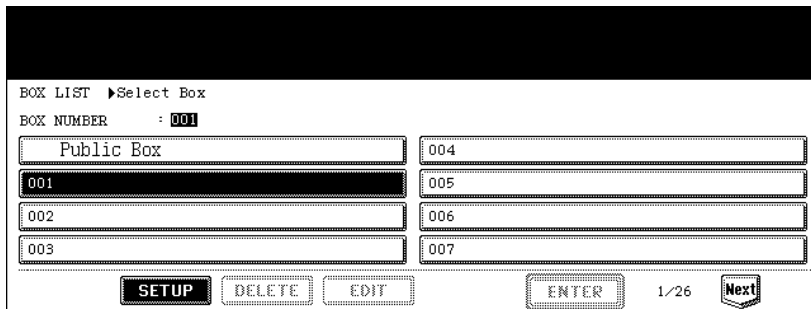 BOX LIST ▶Select Box
BOX NUMBER : 001
Public Box
001
002
003
004
005
006
007
SETUP DELETE EDIT ENTER 1/26 Next